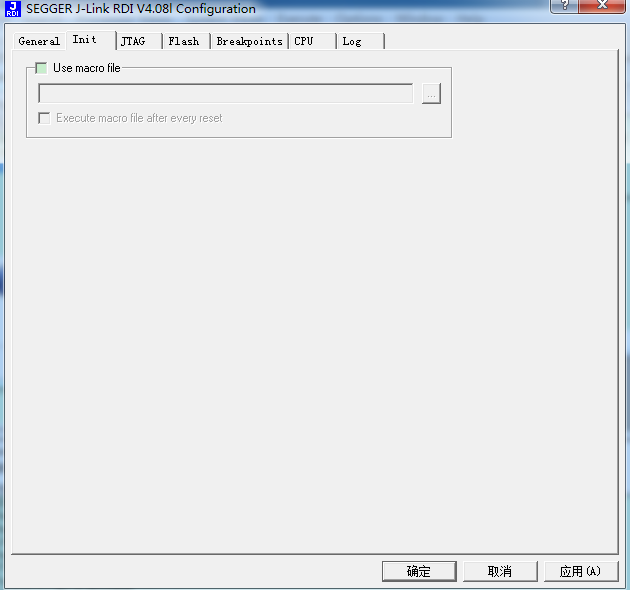 J
RDI
SEGGER J-Link RDI V4.08l Configuration
?
General Init JTAG Flash Breakpoints CPU Log
Use macro file
...
Execute macro file after every reset
确定 取消 应用(A)